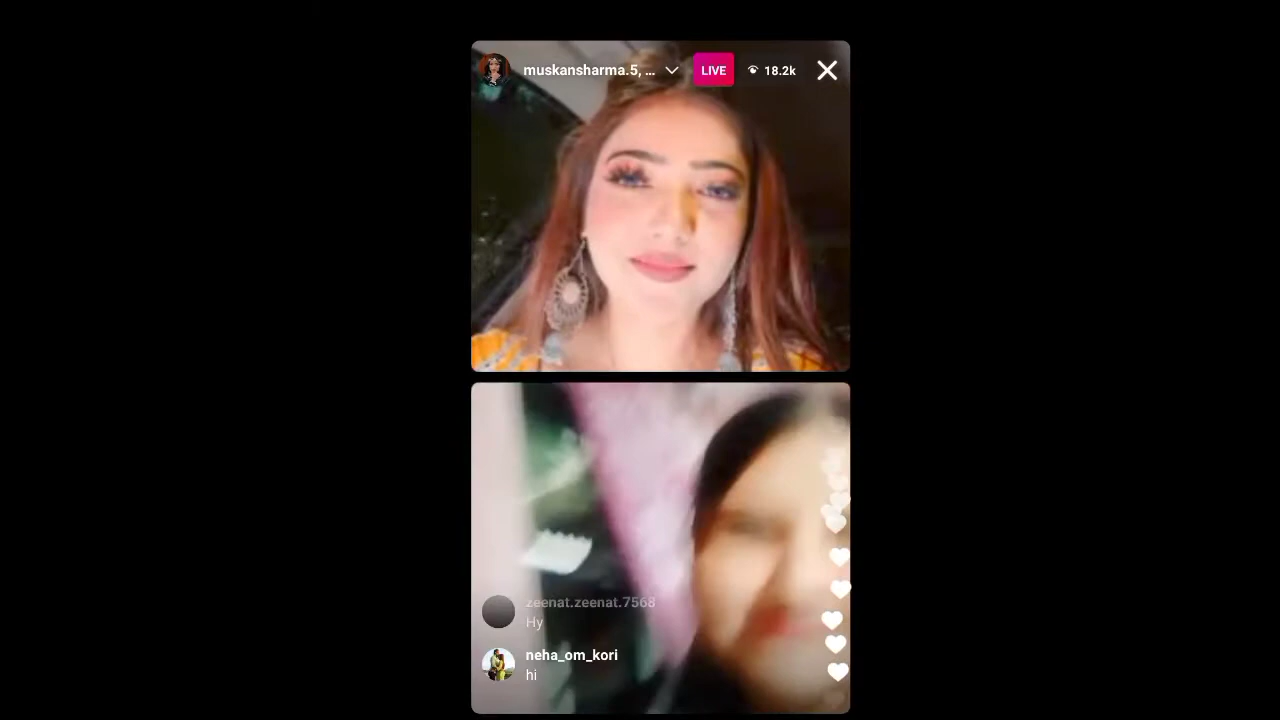 muskansharma.5, ...
LIVE
18.2k
zeenat.zeenat.7568
Hy
neha_om_kori
hi